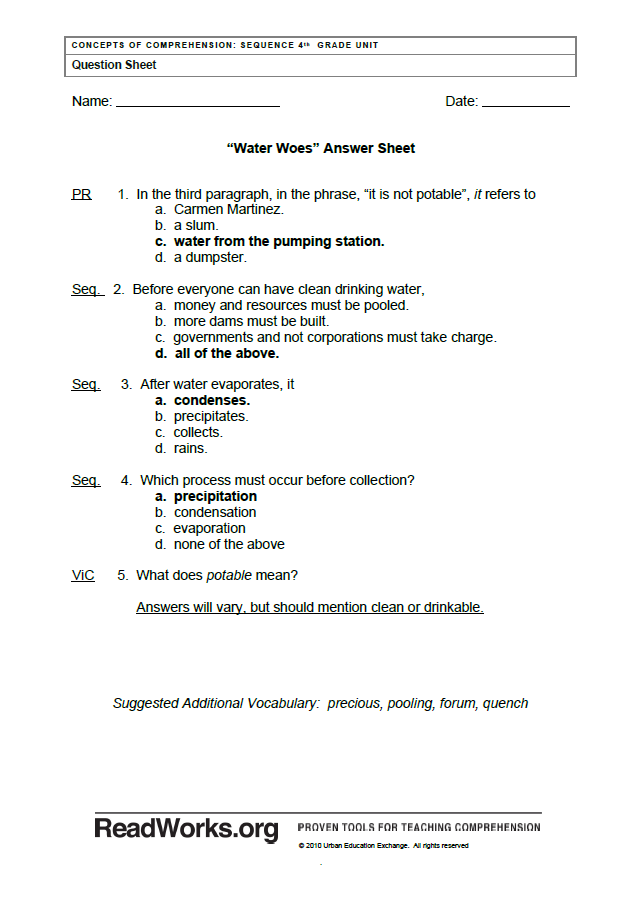 CONCEPTS OF COMPREHENSION: SEQUENCE 4th GRADE UNIT
Question Sheet
Name: ____________________ Date: ___________
“Water Woes” Answer Sheet
PR 1. In the third paragraph, in the phrase, “it is not potable”, it refers to
a. Carmen Martinez.
b. a slum.
c. water from the pumping station.
d. a dumpster.
Seq. 2. Before everyone can have clean drinking water,
a. money and resources must be pooled.
b. more dams must be built.
c. governments and not corporations must take charge.
d. all of the above.
Seq. 3. After water evaporates, it
a. condenses.
b. precipitates.
c. collects.
d. rains.
Seq. 4. Which process must occur before collection?
a. precipitation
b. condensation
c. evaporation
d. none of the above
ViC 5. What does potable mean?
Answers will vary, but should mention clean or drinkable.
Suggested Additional Vocabulary: precious, pooling, forum, quench
ReadWorks.org PROVEN TOOLS FOR TEACHING COMPREHENSION
© 2010 Urban Education Exchange. All rights reserved